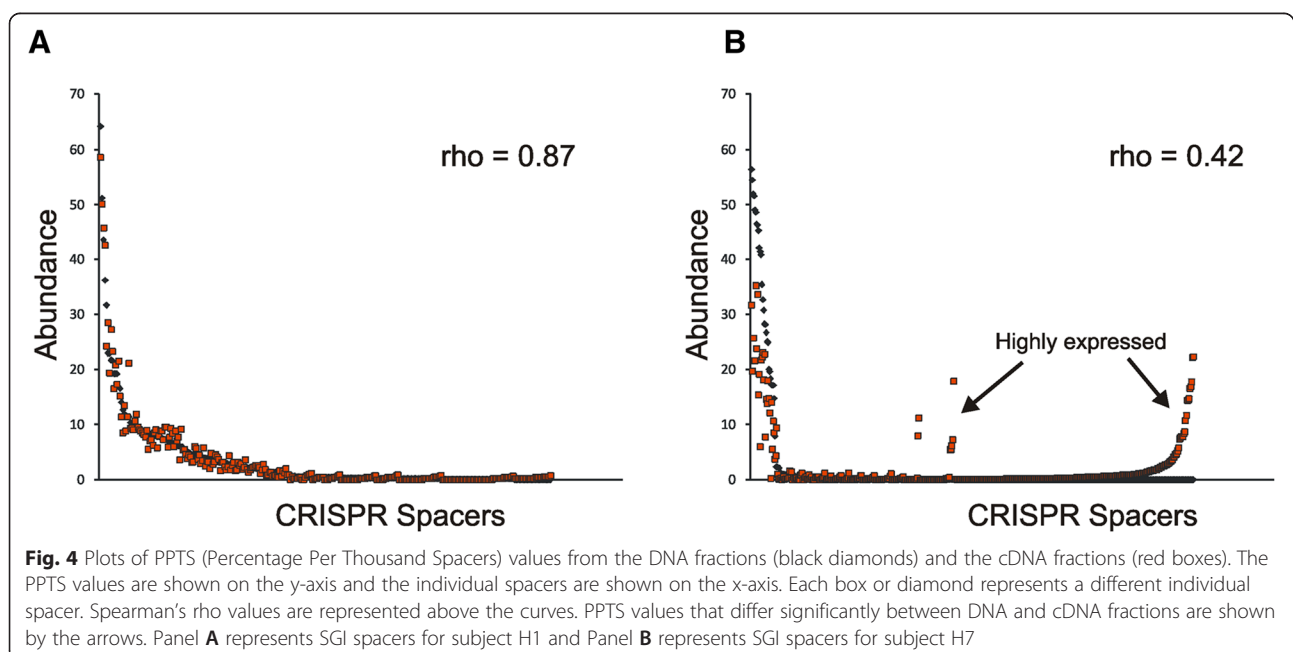 A
B
70
60
50
40
30
20
10
0
Abundance
rho = 0.87
CRISPR Spacers
70
60
50
40
30
20
10
0
Abundance
rho = 0.42
Highly expressed
CRISPR Spacers
Fig. 4 Plots of PPTS (Percentage Per Thousand Spacers) values from the DNA fractions (black diamonds) and the cDNA fractions (red boxes). The
PPTS values are shown on the y-axis and the individual spacers are shown on the x-axis. Each box or diamond represents a different individual
spacer. Spearman’s rho values are represented above the curves. PPTS values that differ significantly between DNA and cDNA fractions are shown
by the arrows. Panel A represents SGI spacers for subject H1 and Panel B represents SGI spacers for subject H7